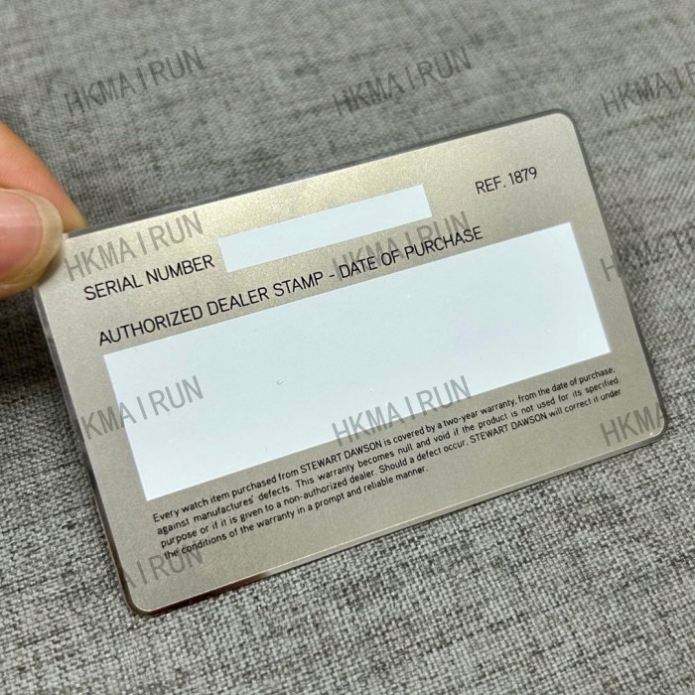 HKMAIRUN HKMAIRUN HKMAIRUN
REF. 1879
HKMAIRUN HKMAIRUN
SERIAL NUMBER
AUTHORIZED DEALER STAMP - DATE OF PURCHASE
KMAIRUN HKMAIRUN HKMA
Every watch item purchased from STEWART DAWSON is covered by a two-year warranty, from the date of purchase,
against manufactures' defects. This warranty becomes null and void if the product is not used for its specified
purpose or if it is given to a non-authorized dealer. Should a defect occur. STEWART DAWSON will correct it under
the conditions of the warranty in a prompt and reliable manner.
MAIRUN